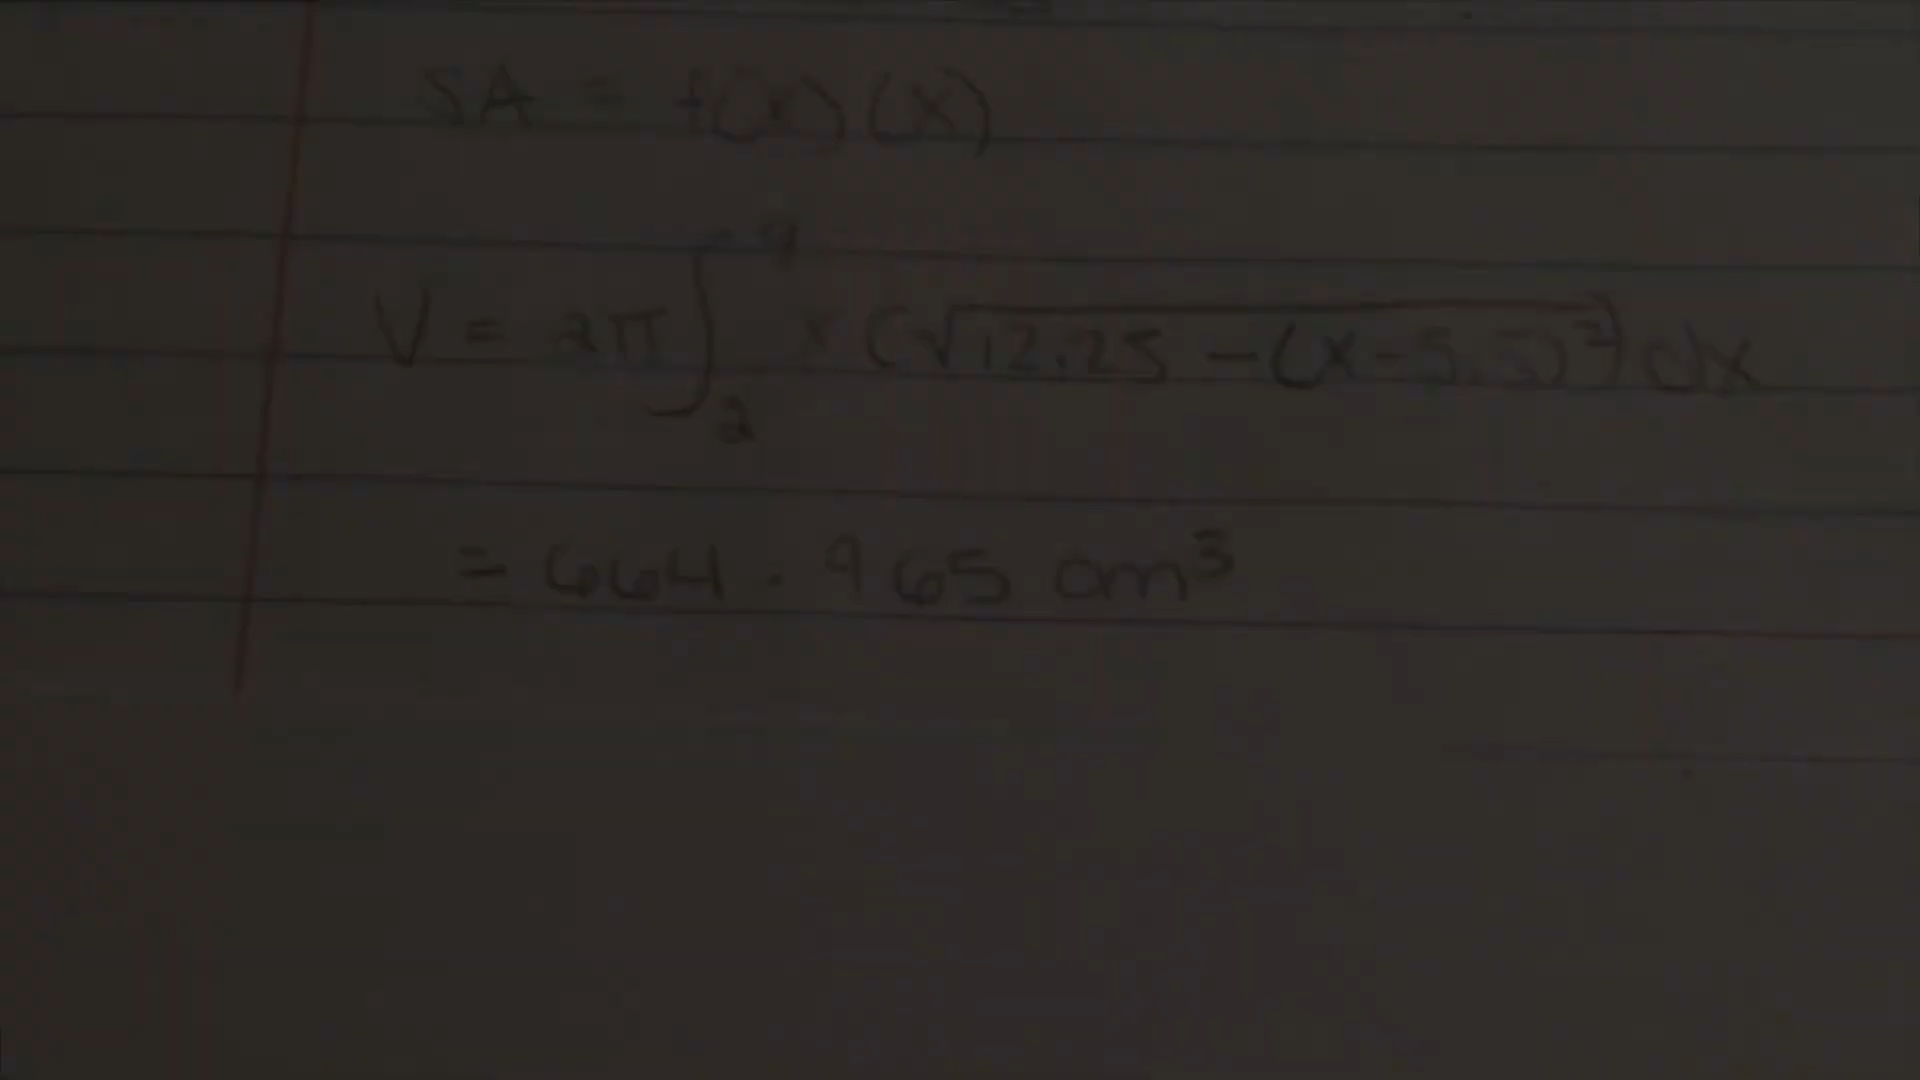 SA = f(x)(x)
V = 2π∫₂⁹ x(√12.25 - (x-5.5)²)dx
= 664.965 cm³